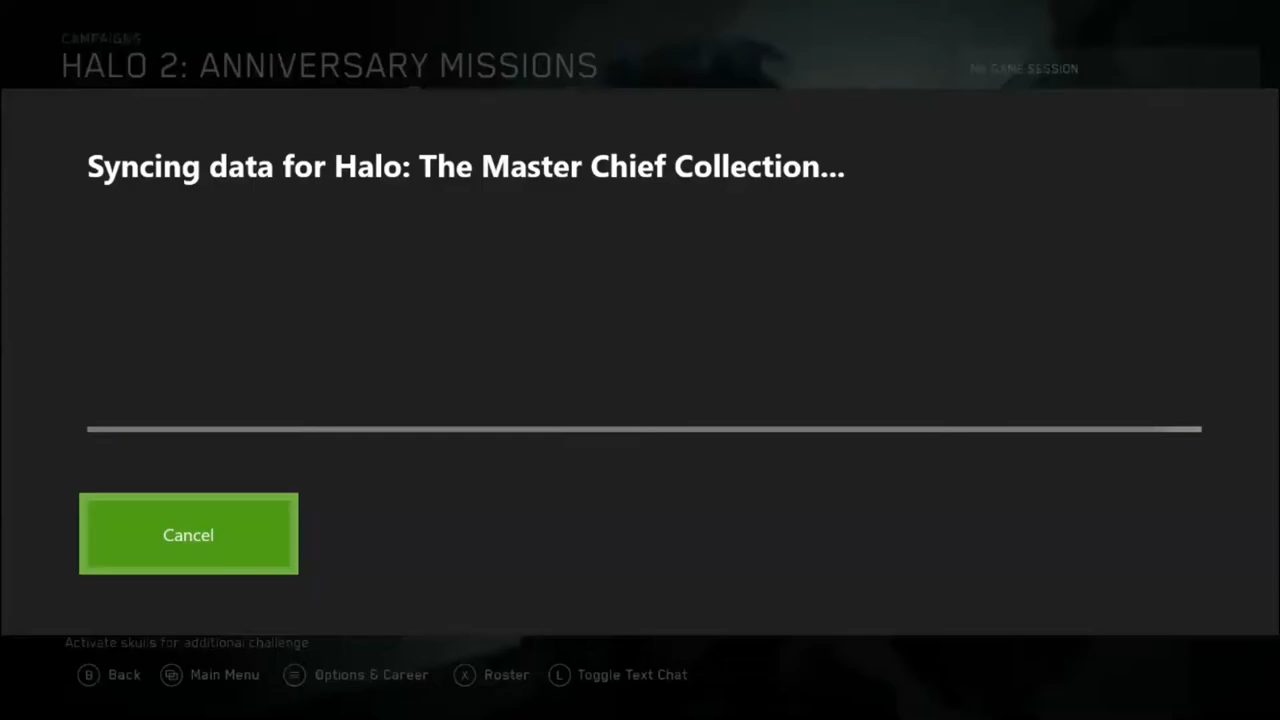 CAMPAIGNS
HALO 2: ANNIVERSARY MISSIONS
NO GAME SESSION
Syncing data for Halo: The Master Chief Collection...
Cancel
Activate skulls for additional challenge
B Back Main Menu Options & Career X Roster L Toggle Text Chat